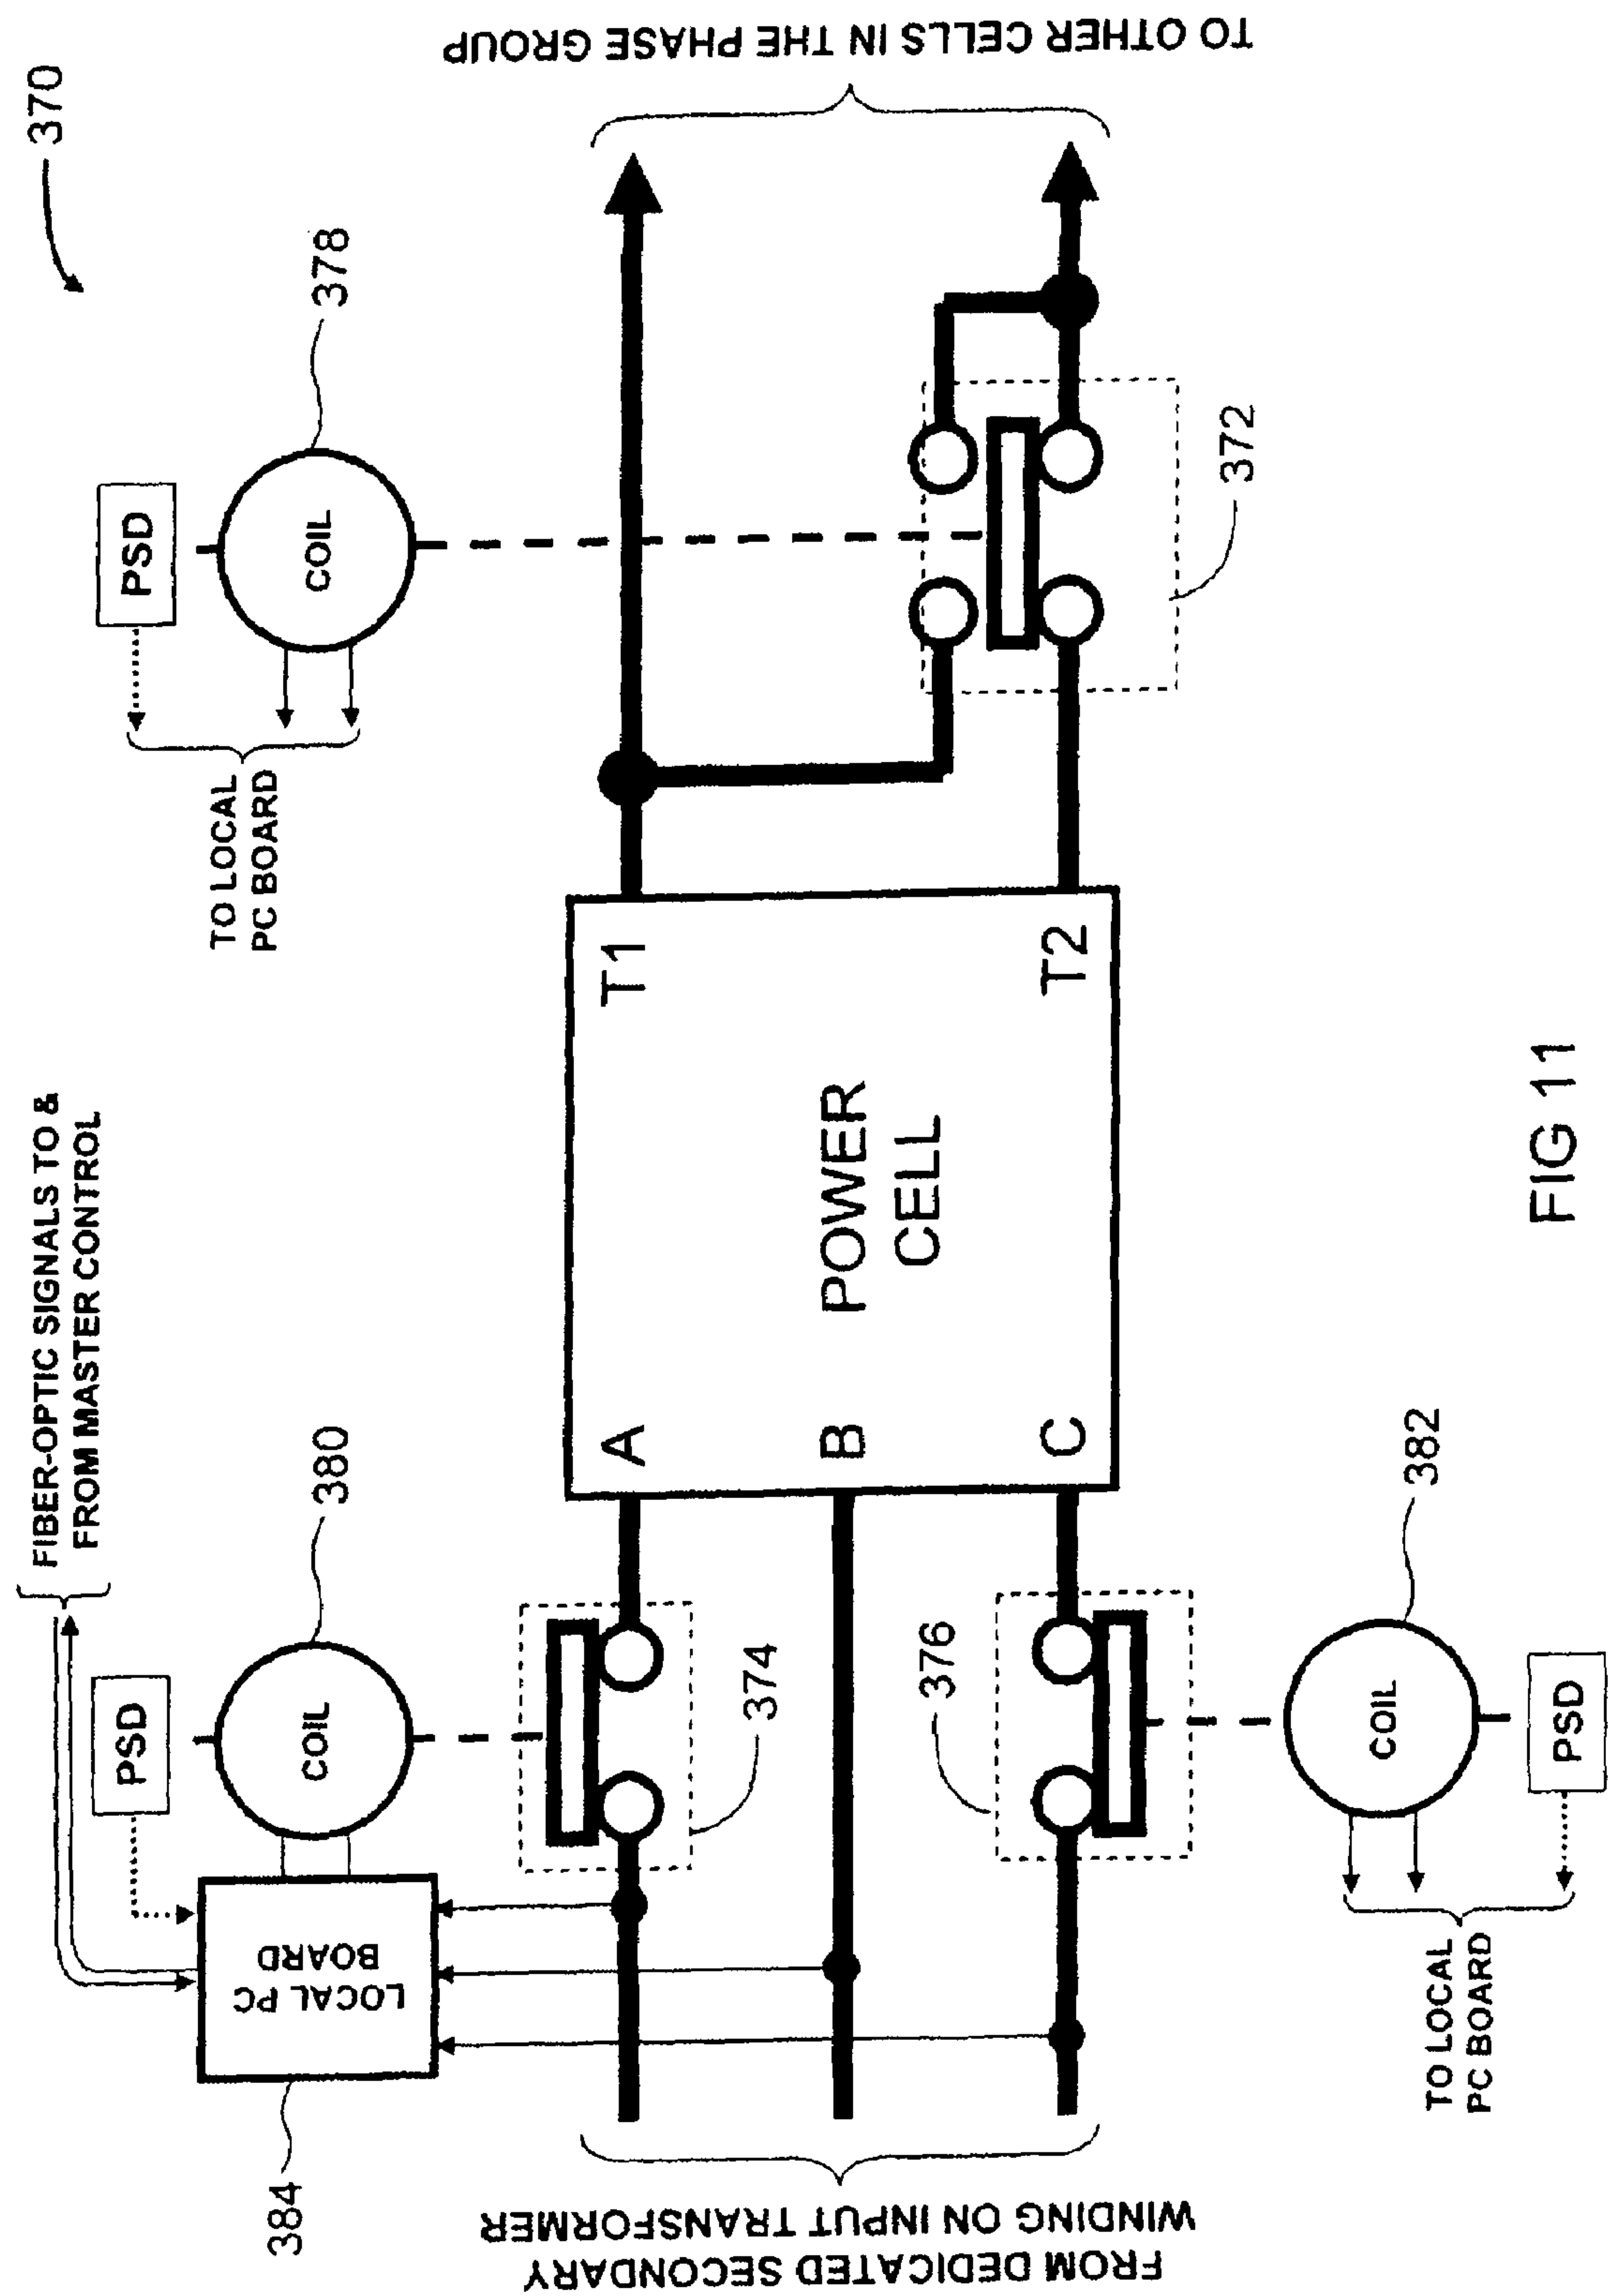 370
FIBER-OPTIC SIGNALS TO &
FROM MASTER CONTROL
PSD
COIL
380
LOCAL PC
BOARD
384
PSD
COIL
378
TO LOCAL
PC BOARD
FROM DEDICATED SECONDARY
WINDING ON INPUT TRANSFORMER
374
376
A
B
C
POWER
CELL
T1
T2
372
TO OTHER CELLS IN THE PHASE GROUP
COIL
PSD
382
TO LOCAL
PC BOARD
FIG 11